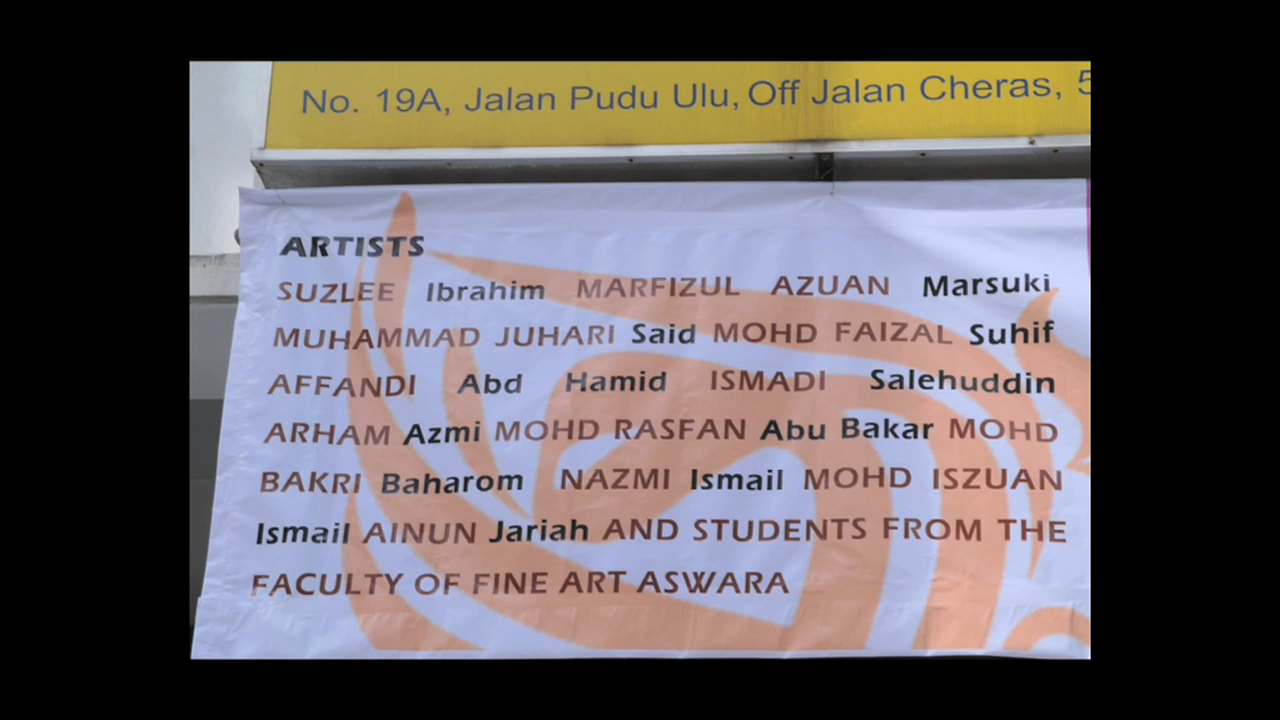 No. 19A, Jalan Pudu Ulu, Off Jalan Cheras, 5
ARTISTS
SUZLEE Ibrahim MARFIZUL AZUAN Marsuki
MUHAMMAD JUHARI Said MOHD FAIZAL Suhif
AFFANDI Abd Hamid ISMADI Salehuddin
ARHAM Azmi MOHD RASFAN Abu Bakar MOHD
BAKRI Baharom NAZMI Ismail MOHD ISZUAN
Ismail AINUN Jariah AND STUDENTS FROM THE
FACULTY OF FINE ART ASWARA